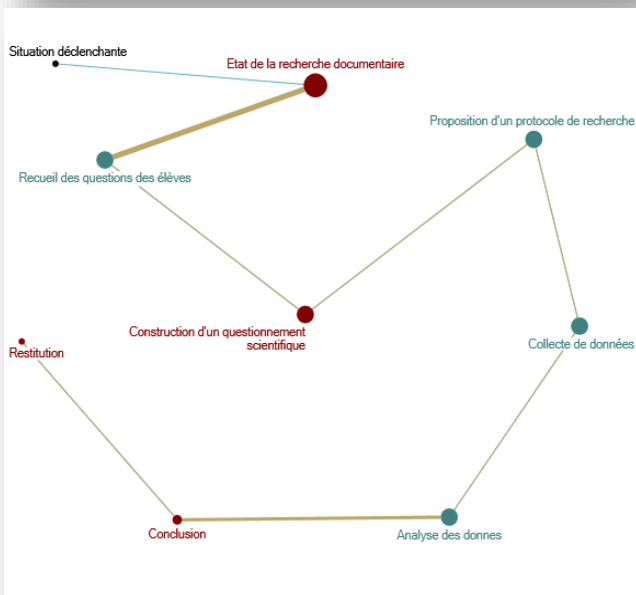 Situation déclenchante
Etat de la recherche documentaire
Proposition d'un protocole de recherche
Recueil des questions des élèves
Construction d'un questionnement
scientifique
Collecte de données
Restitution
Conclusion
Analyse des donnes